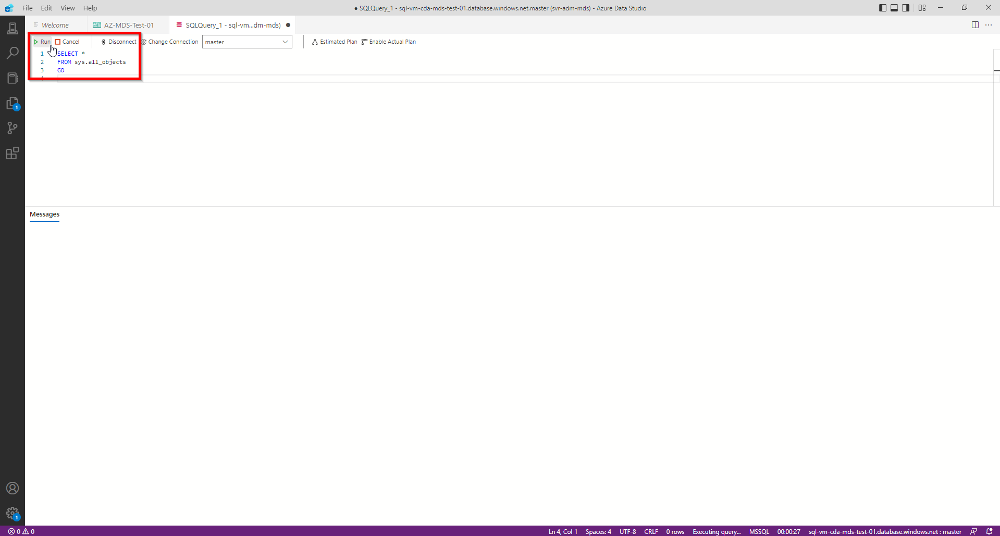 File Edit View Help
● SQLQuery_1 - sql-vm-cda-mds-test-01.database.windows.net.master (svr-adm-mds) - Azure Data Studio
Welcome
AZ-MDS-Test-01
SQLQuery_1 - sql-vm...dm-mds) ●
Run Cancel Disconnect Change Connection master Estimated Plan Enable Actual Plan
1 SELECT *
2 FROM sys.all_objects
3 GO
1
Messages
1
0 0 Ln 4, Col 1 Spaces: 4 UTF-8 CRLF 0 rows Executing query... MSSQL 00:00:27 sql-vm-cda-mds-test-01.database.windows.net : master